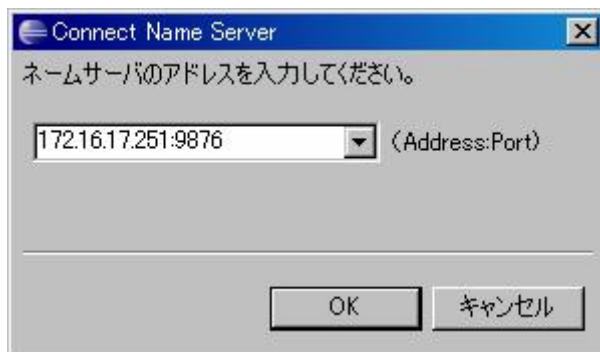 Connect Name Server
ネームサーバのアドレスを入力してください。
172.16.17.251:9876 (Address:Port)
OK キャンセル